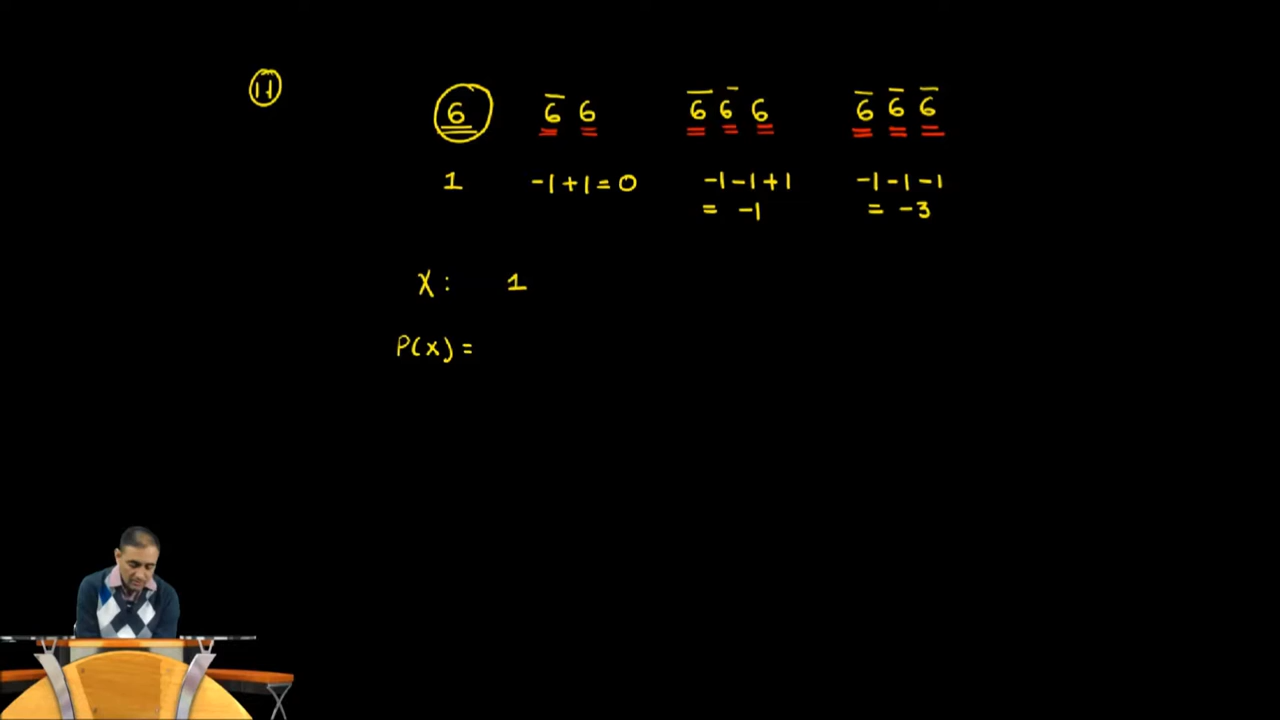 11
6 6̅ 6 6̅ 6̅ 6 6̅ 6̅ 6̅
1 -1+1=0 -1-1+1 -1-1-1
= -1 = -3
X: 1
P(x) =